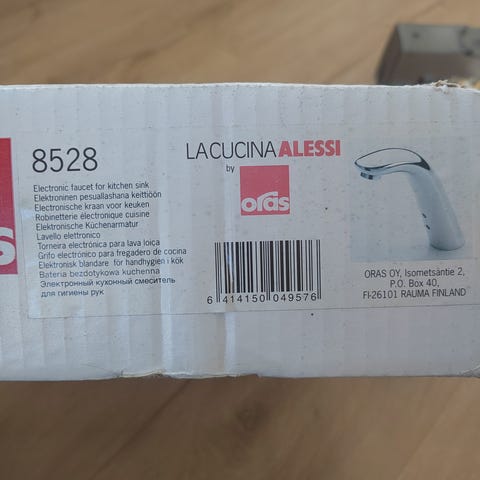 8528
Electronic faucet for kitchen sink
Elektroninen pesuallashana keittiöön
Electronische kraan voor keuken
Robinetterie électronique cuisine
Elektronische Küchenarmatur
Lavello elettronico
Torneira electrónica para lava loiça
Grifo electrónico para fregadero de cocina
Elektronisk blandare för handhygien i kök
Bateria bezdotykowa kuchenna
Электронный кухонный смеситель
для гигиены рук
LACUCINAALESSI
by
oras
6 414150 049576
ORAS OY, Isometsäntie 2,
P.O. Box 40,
FI-26101 RAUMA FINLAND
s